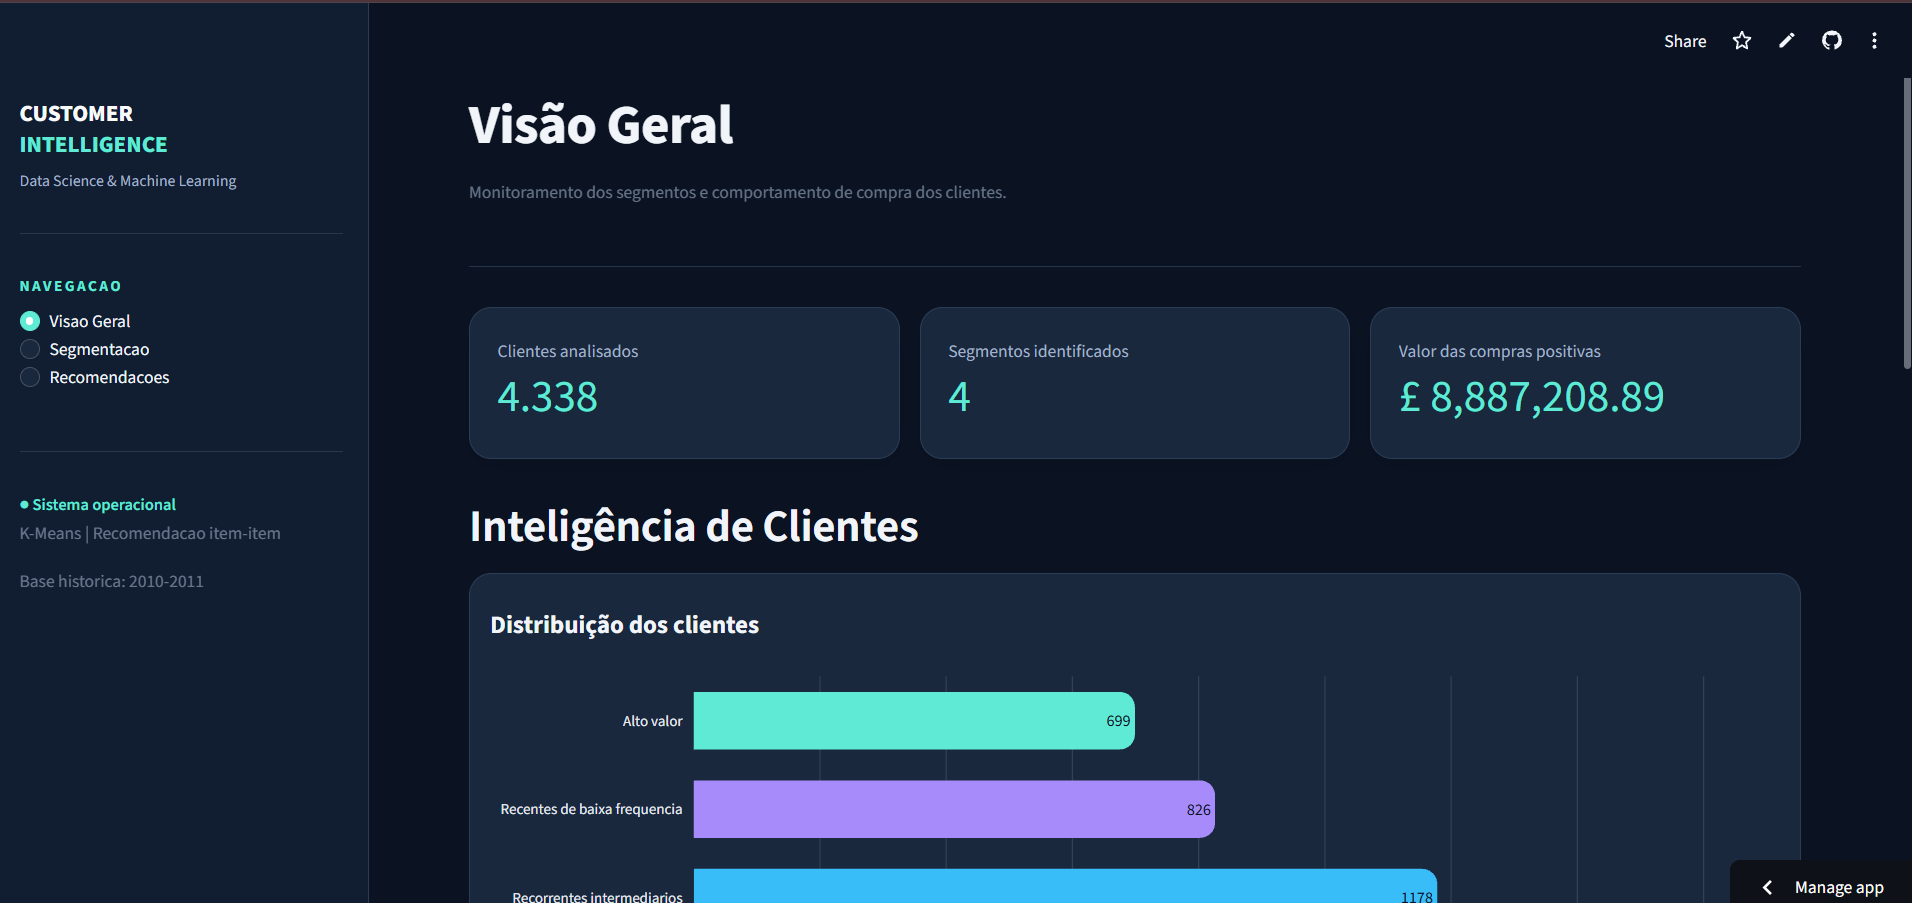 Share
CUSTOMER
INTELLIGENCE
Data Science & Machine Learning
NAVEGACAO
Visao Geral
Segmentacao
Recomendacoes
Sistema operacional
K-Means | Recomendacao item-item
Base historica: 2010-2011
Visão Geral
Monitoramento dos segmentos e comportamento de compra dos clientes.
Clientes analisados
4.338
Segmentos identificados
4
Valor das compras positivas
£ 8,887,208.89
Inteligência de Clientes
Distribuição dos clientes
Alto valor
699
Recentes de baixa frequencia
826
Recorrentes intermediarios
1178
Manage app